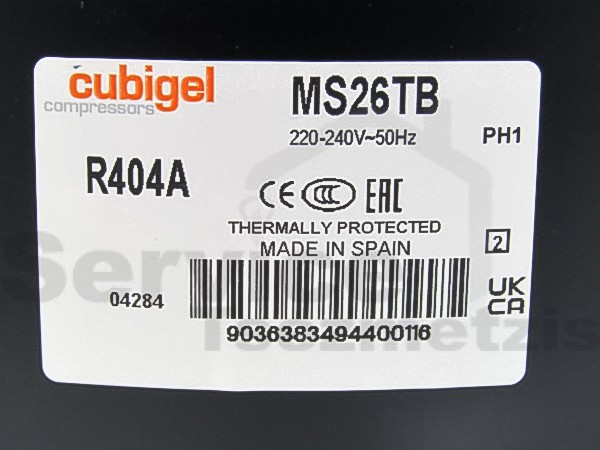 cubigel
compressors
MS26TB
220-240V~50Hz
PH1
R404A
CE CCC EAC
THERMALLY PROTECTED
MADE IN SPAIN
2
04284
UK
CA
9036383494400116
Service